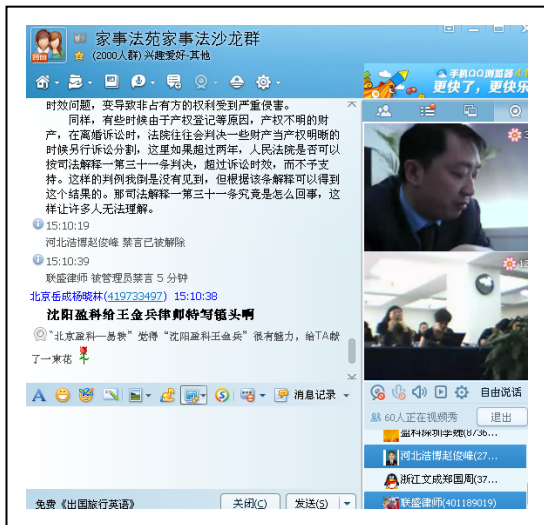 家事法苑家事法沙龙群
(2000人群) 兴趣爱好-其他
2000
手机QQ浏览器4.1
更快了，更快乐
时效问题，变导致非占有方的权利受到严重侵害。
同样，有些时候由于产权登记等原因，产权不明的财
产，在离婚诉讼时，法院往往会判决一些财产当产权明晰的
时候另行诉讼分割，这里如果超过两年，人民法院是否可以
按司法解释一第三十一条判决，超过诉讼时效，而不予支
持。这样的判例我倒是没有见到，但根据该条解释可以得到
这个结果的。那司法解释一第三十一条究竟是怎么回事，这
样让许多人无法理解。
15:10:19
河北浩博赵俊峰 禁言已被解除
15:10:39
联盛律师 被管理员禁言 5 分钟
北京岳成杨晓林(419733497) 15:10:38
沈阳盈科给王金兵律师特写镜头啊
“北京盈科—易轶”觉得“沈阳盈科王金兵”很有魅力，给TA献
了一束花
消息记录
自由说话
60人正在视频秀
退出
盈科深圳李魏(8736...
河北浩博赵俊峰(27...
浙江文成郑国周(37...
联盛律师(401189019)
免费《出国旅行英语》
关闭(C)
发送(S)